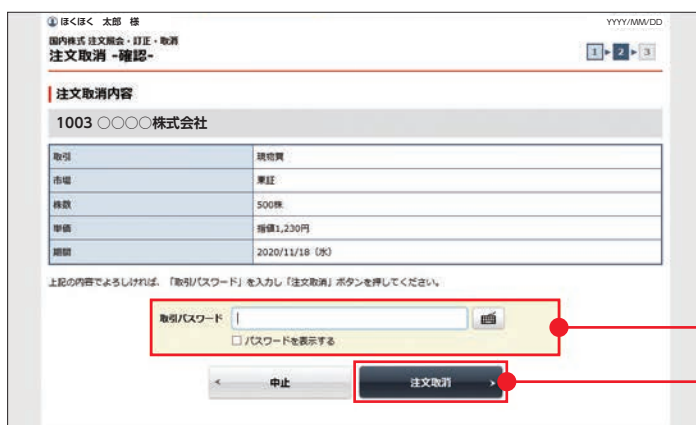 ① ほくほく 太郎 様
YYYY/MM/DD
国内株式 注文照会・訂正・取消
注文取消 -確認-
1 2 3
注文取消内容
1003 ○○○○株式会社
取引 現物買
市場 東証
株数 500株
単価 指値1,230円
期間 2020/11/18（水）
上記の内容でよろしければ、「取引パスワード」を入力し「注文取消」ボタンを押してください。
取引パスワード
パスワードを表示する
中止
注文取消